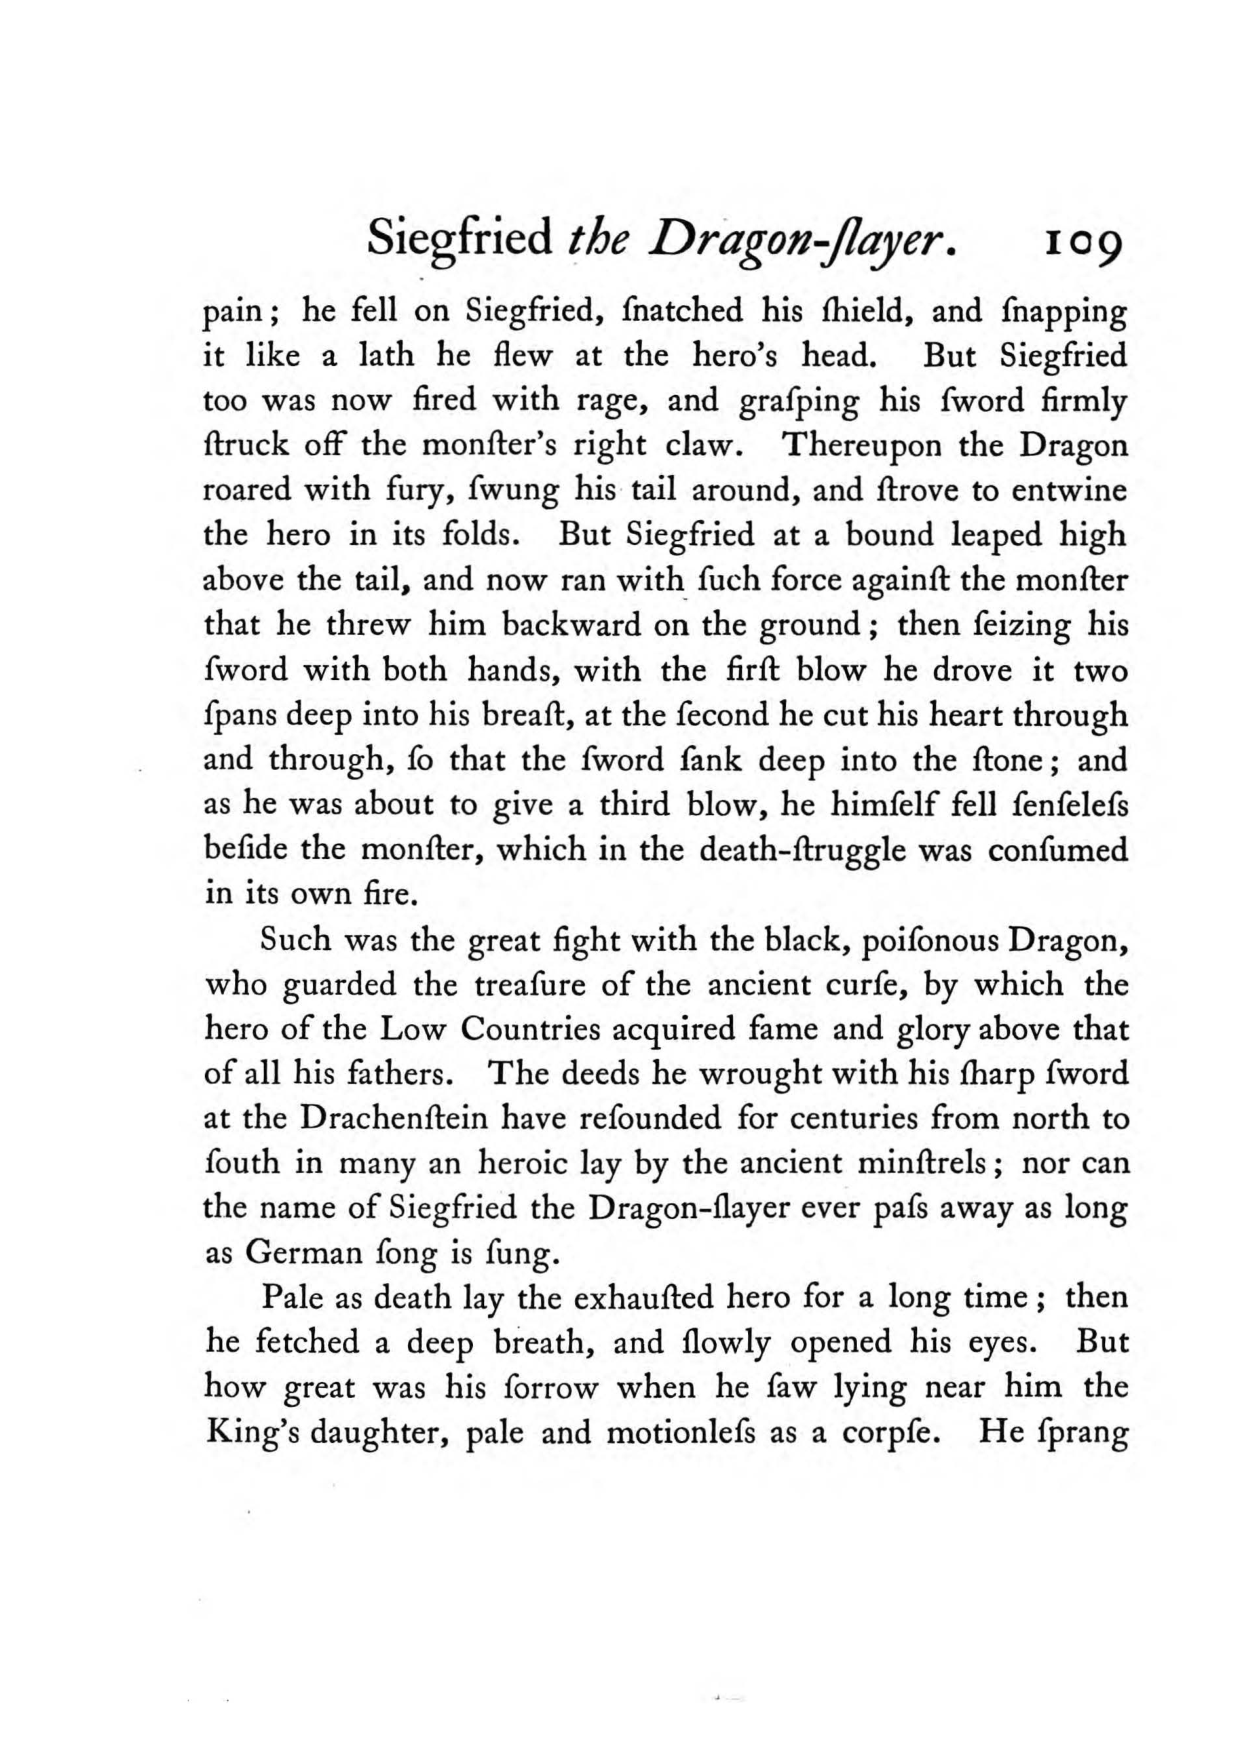 Siegfried the Dragon-ſlayer. 109
pain; he fell on Siegfried, ſnatched his ſhield, and ſnapping
it like a lath he flew at the hero's head. But Siegfried
too was now fired with rage, and graſping his ſword firmly
ſtruck off the monſter's right claw. Thereupon the Dragon
roared with fury, ſwung his tail around, and ſtrove to entwine
the hero in its folds. But Siegfried at a bound leaped high
above the tail, and now ran with ſuch force againſt the monſter
that he threw him backward on the ground; then ſeizing his
ſword with both hands, with the firſt blow he drove it two
ſpans deep into his breaſt, at the ſecond he cut his heart through
and through, ſo that the ſword ſank deep into the ſtone; and
as he was about to give a third blow, he himſelf fell ſenſeleſs
beſide the monſter, which in the death-ſtruggle was conſumed
in its own fire.
Such was the great fight with the black, poiſonous Dragon,
who guarded the treaſure of the ancient curſe, by which the
hero of the Low Countries acquired fame and glory above that
of all his fathers. The deeds he wrought with his ſharp ſword
at the Drachenſtein have reſounded for centuries from north to
ſouth in many an heroic lay by the ancient minſtrels; nor can
the name of Siegfried the Dragon-ſlayer ever paſs away as long
as German ſong is ſung.
Pale as death lay the exhauſted hero for a long time; then
he fetched a deep breath, and ſlowly opened his eyes. But
how great was his ſorrow when he ſaw lying near him the
King's daughter, pale and motionleſs as a corpſe. He ſprang